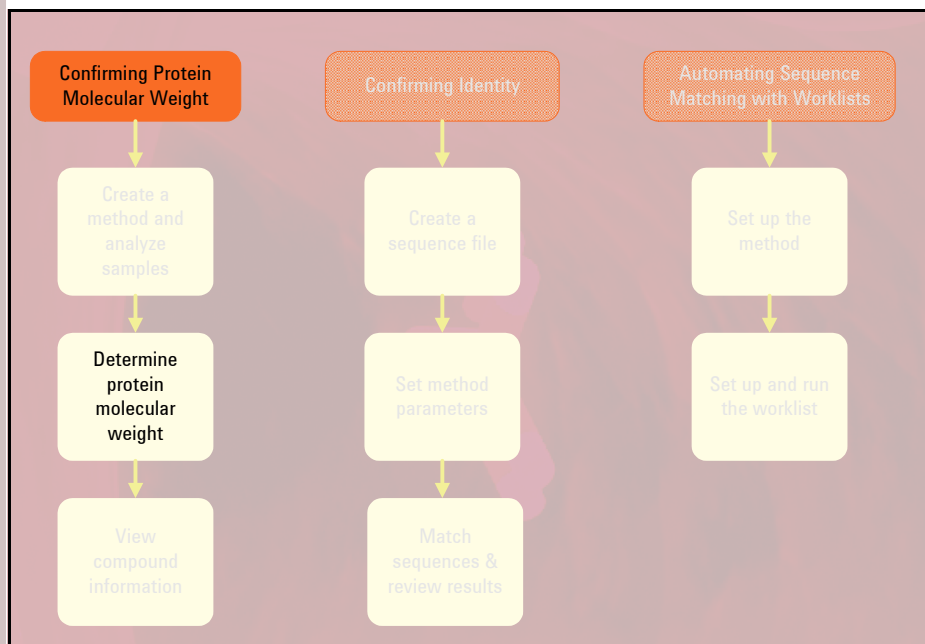 Confirming Protein
Molecular Weight
Create a
method and
analyze
samples
Determine
protein
molecular
weight
View
compound
information
Confirming Identity
Create a
sequence file
Set method
parameters
Match
sequences &
review results
Automating Sequence
Matching with Worklists
Set up the
method
Set up and run
the worklist